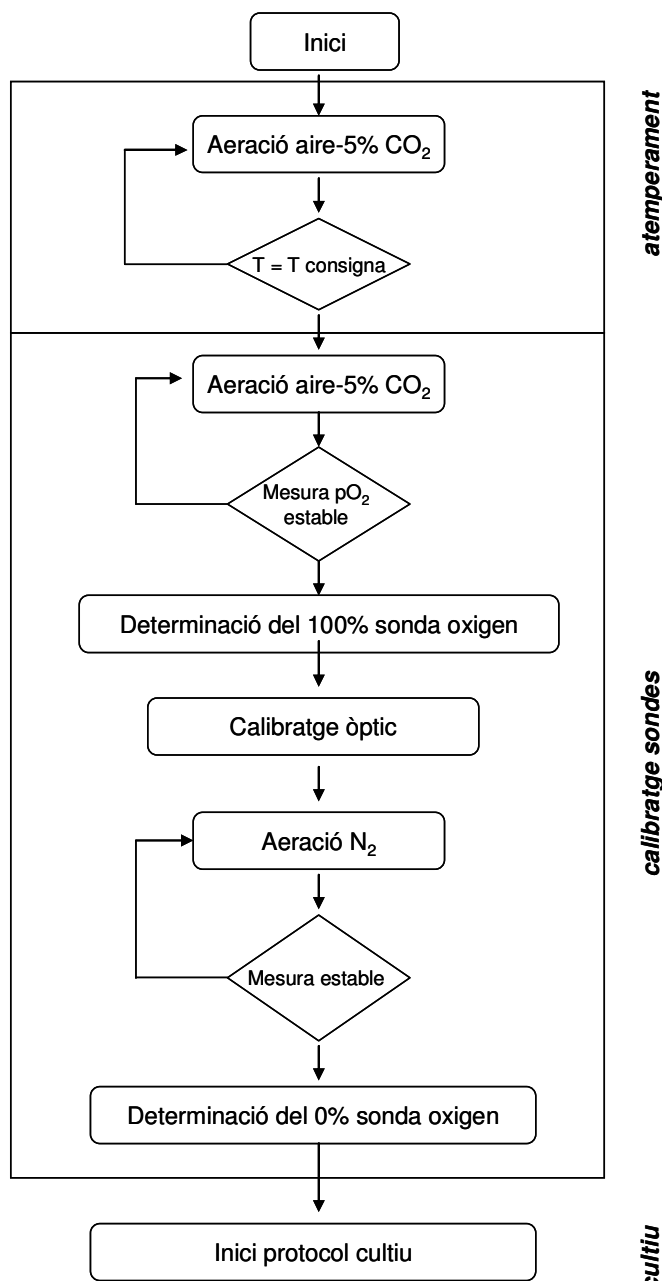 Inici
atemperament
Aeració aire-5% CO₂
T = T consigna
Aeració aire-5% CO₂
Mesura pO₂
estable
Determinació del 100% sonda oxigen
calibratge sondes
Calibratge òptic
Aeració N₂
Mesura estable
Determinació del 0% sonda oxigen
Inici protocol cultiu
cultiu